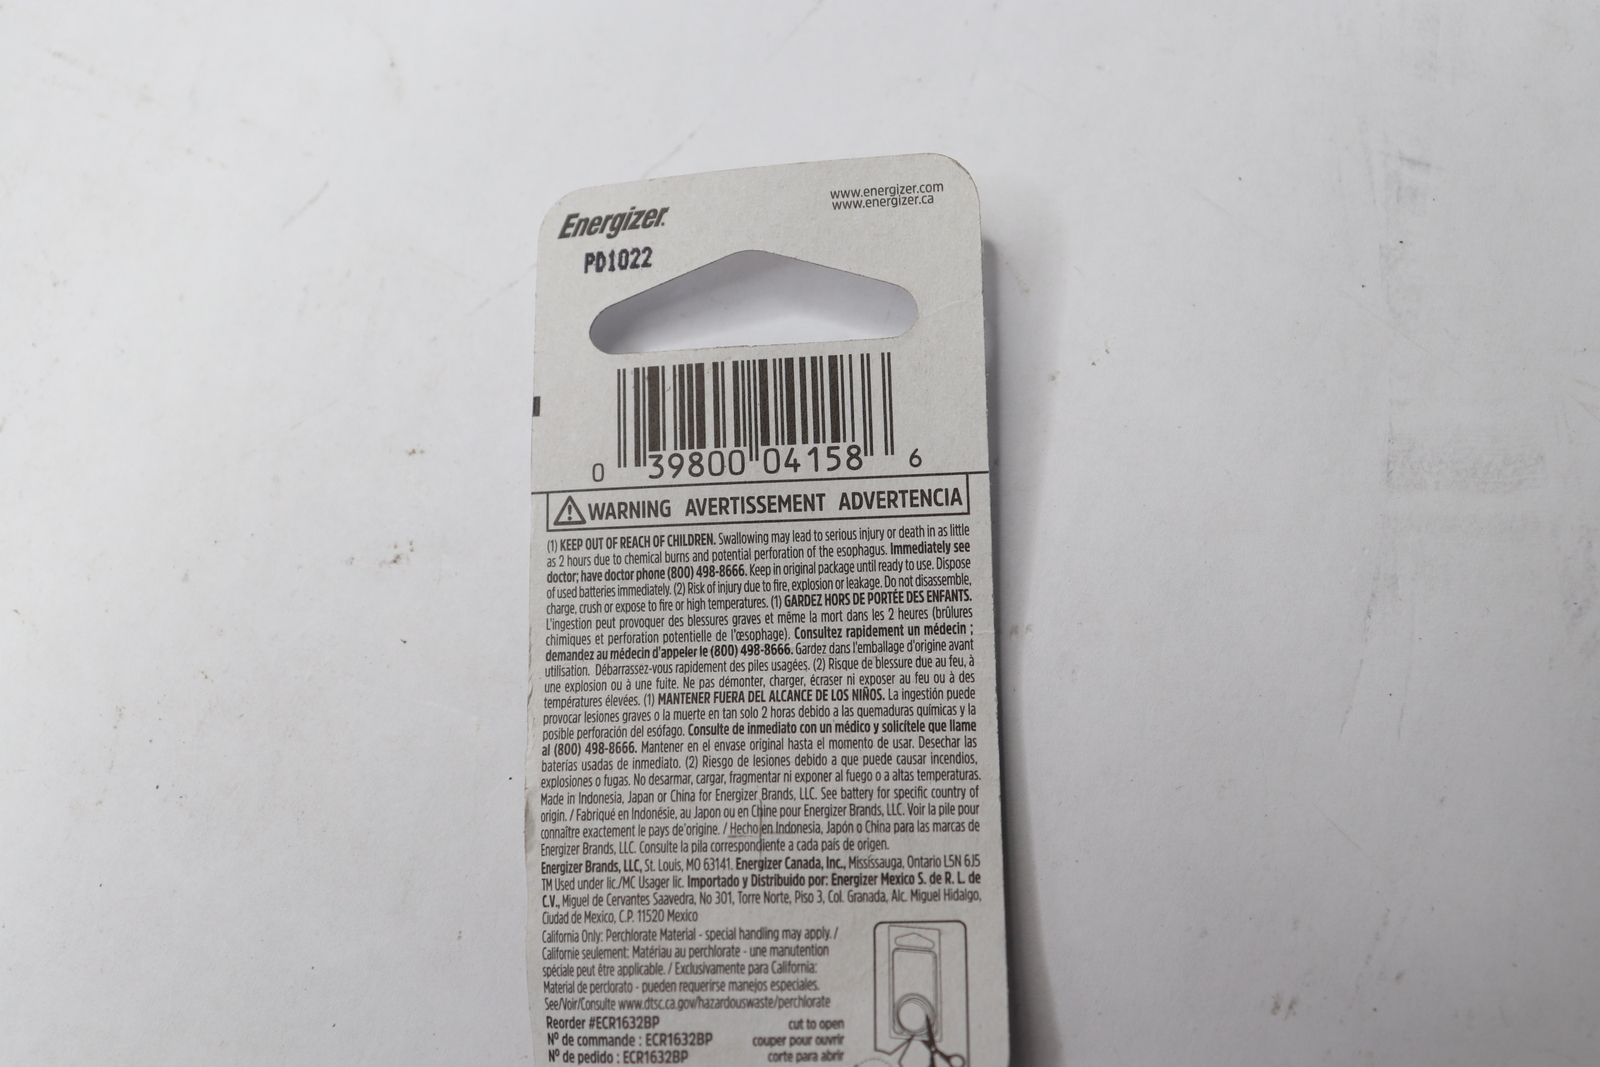 Energizer.
www.energizer.com
www.energizer.ca
PD1022
0 39800 04158 6
WARNING AVERTISSEMENT ADVERTENCIA
(1) KEEP OUT OF REACH OF CHILDREN. Swallowing may lead to serious injury or death in as little
as 2 hours due to chemical burns and potential perforation of the esophagus. Immediately see
doctor; have doctor phone (800) 498-8666. Keep in original package until ready to use. Dispose
of used batteries immediately. (2) Risk of injury due to fire, explosion or leakage. Do not disassemble,
charge, crush or expose to fire or high temperatures. (1) GARDEZ HORS DE PORTÉE DES ENFANTS.
L'ingestion peut provoquer des blessures graves et même la mort dans les 2 heures (brûlures
chimiques et perforation potentielle de l'œsophage). Consultez rapidement un médecin ;
demandez au médecin d'appeler le (800) 498-8666. Gardez dans l'emballage d'origine avant
utilisation. Débarrassez-vous rapidement des piles usagées. (2) Risque de blessure due au feu, à
une explosion ou à une fuite. Ne pas démonter, charger, écraser ni exposer au feu ou à des
températures élevées. (1) MANTENER FUERA DEL ALCANCE DE LOS NIÑOS. La ingestión puede
provocar lesiones graves o la muerte en tan solo 2 horas debido a las quemaduras químicas y la
posible perforación del esófago. Consulte de inmediato con un médico y solicítele que llame
al (800) 498-8666. Mantener en el envase original hasta el momento de usar. Desechar las
baterías usadas de inmediato. (2) Riesgo de lesiones debido a que puede causar incendios,
explosiones o fugas. No desarmar, cargar, fragmentar ni exponer al fuego o a altas temperaturas.
Made in Indonesia, Japan or China for Energizer Brands, LLC. See battery for specific country of
origin. / Fabriqué en Indonésie, au Japon ou en Chine pour Energizer Brands, LLC. Voir la pile pour
connaître exactement le pays de'origine. / Hecho en Indonesia, Japón o China para las marcas de
Energizer Brands, LLC. Consulte la pila correspondiente a cada país de origen.
Energizer Brands, LLC, St. Louis, MO 63141, Energizer Canada, Inc., Mississauga, Ontario L5N 6J5
TM Used under lic./MC Usager lic. Importado y Distribuido por: Energizer Mexico S. de R. L. de
C.V., Miguel de Cervantes Saavedra, No 301, Torre Norte, Piso 3, Col. Granada, Alc. Miguel Hidalgo,
Ciudad de Mexico, C.P. 11520 Mexico
California Only: Perchlorate Material - special handling may apply. /
Californie seulement: Matériau au perchlorate - une manutention
spéciale peut être applicable. / Exclusivamente para California:
Material de perclorato - pueden requerirse manejos especiales.
See/Voir/Consulte www.dtsc.ca.gov/hazardouswaste/perchlorate
Reorder #ECR1632BP
Nº de commande : ECR1632BP
Nº de pedido : ECR1632BP
cut to open
couper pour ouvrir
corte para abrir